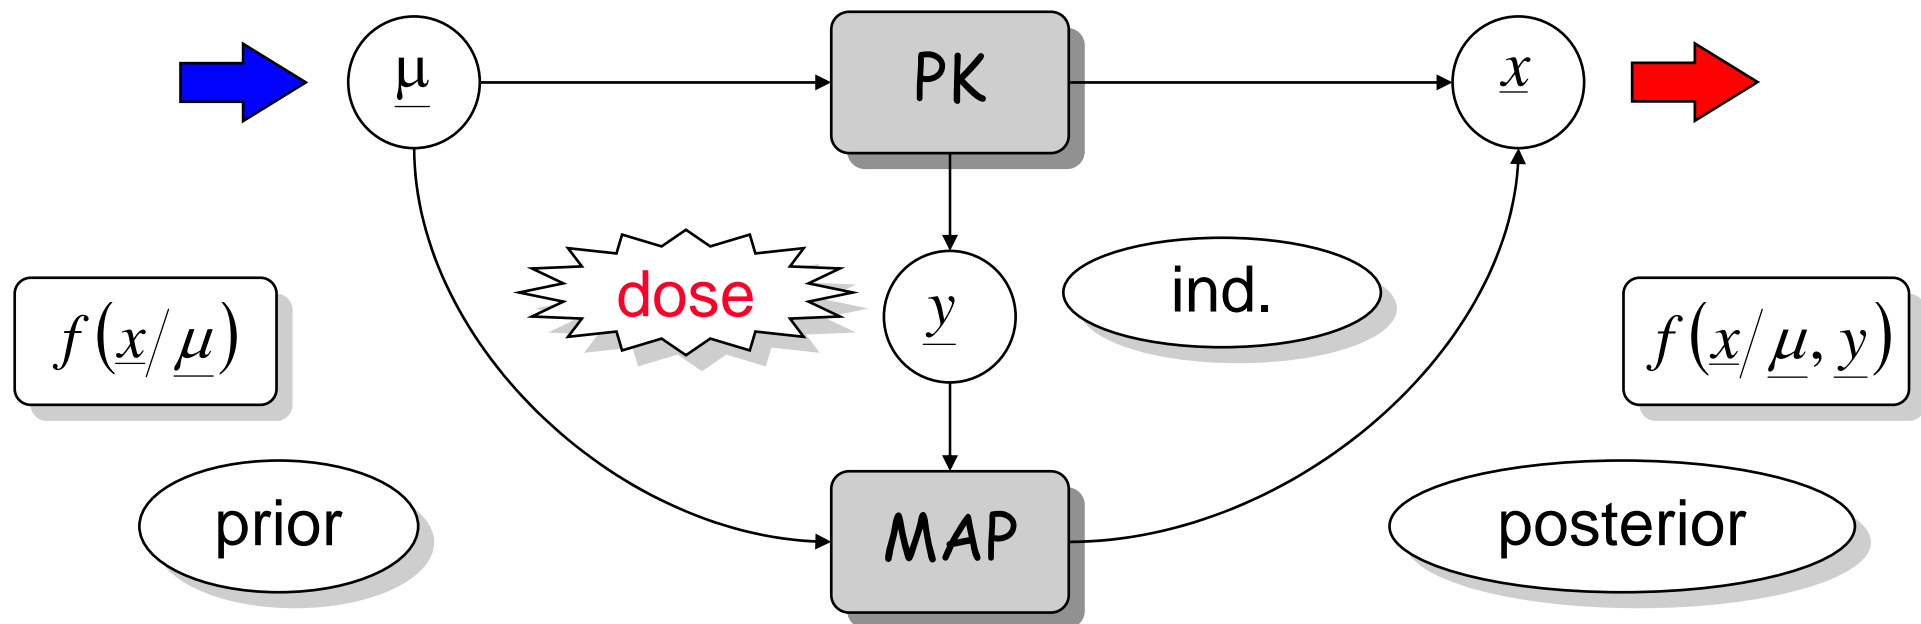 μ
PK
x
dose
y
ind.
f(x/μ)
f(x/μ, y)
prior
MAP
posterior